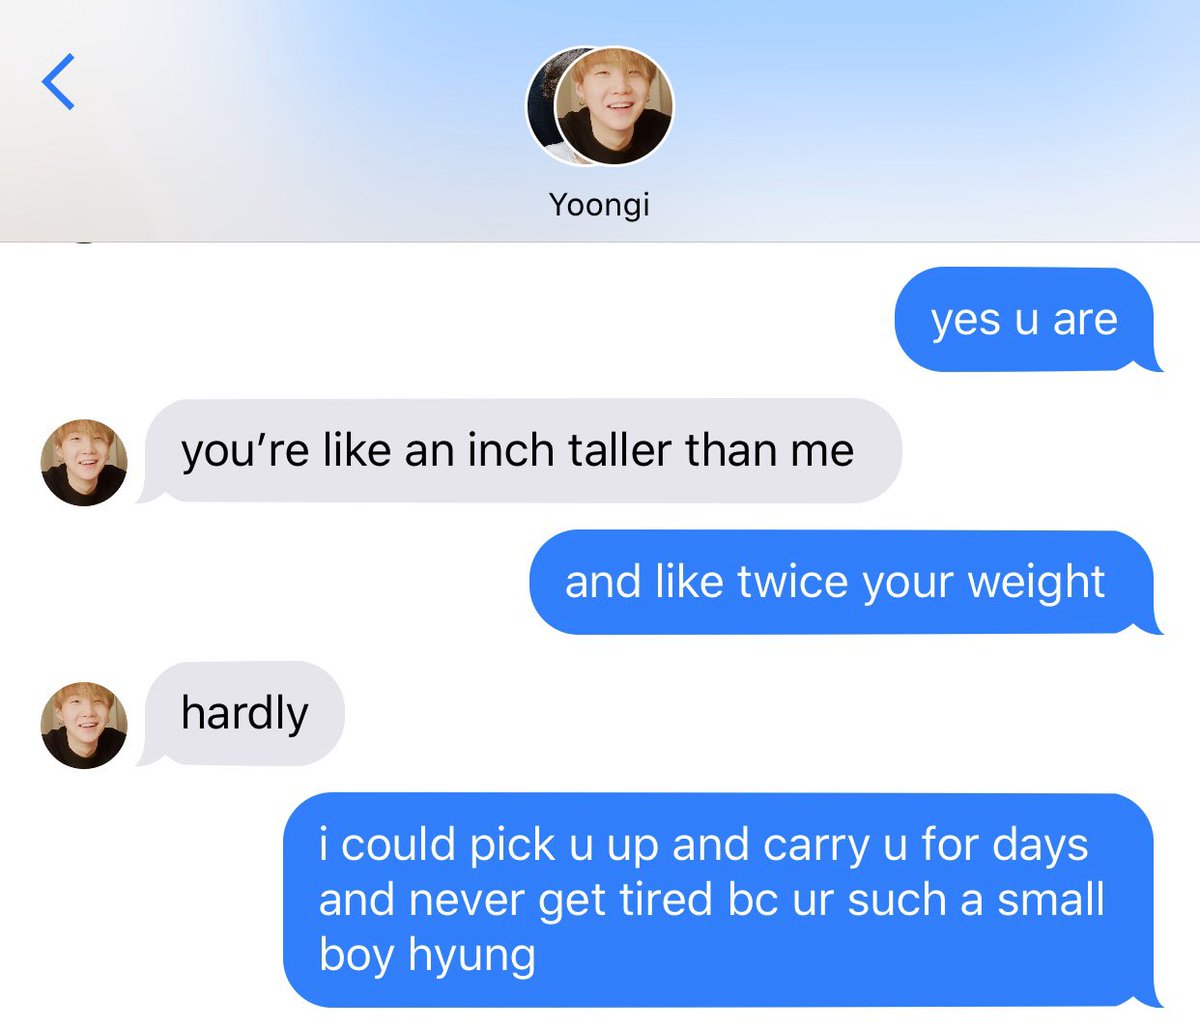 Yoongi
yes u are
you’re like an inch taller than me
and like twice your weight
hardly
i could pick u up and carry u for days
and never get tired bc ur such a small
boy hyung